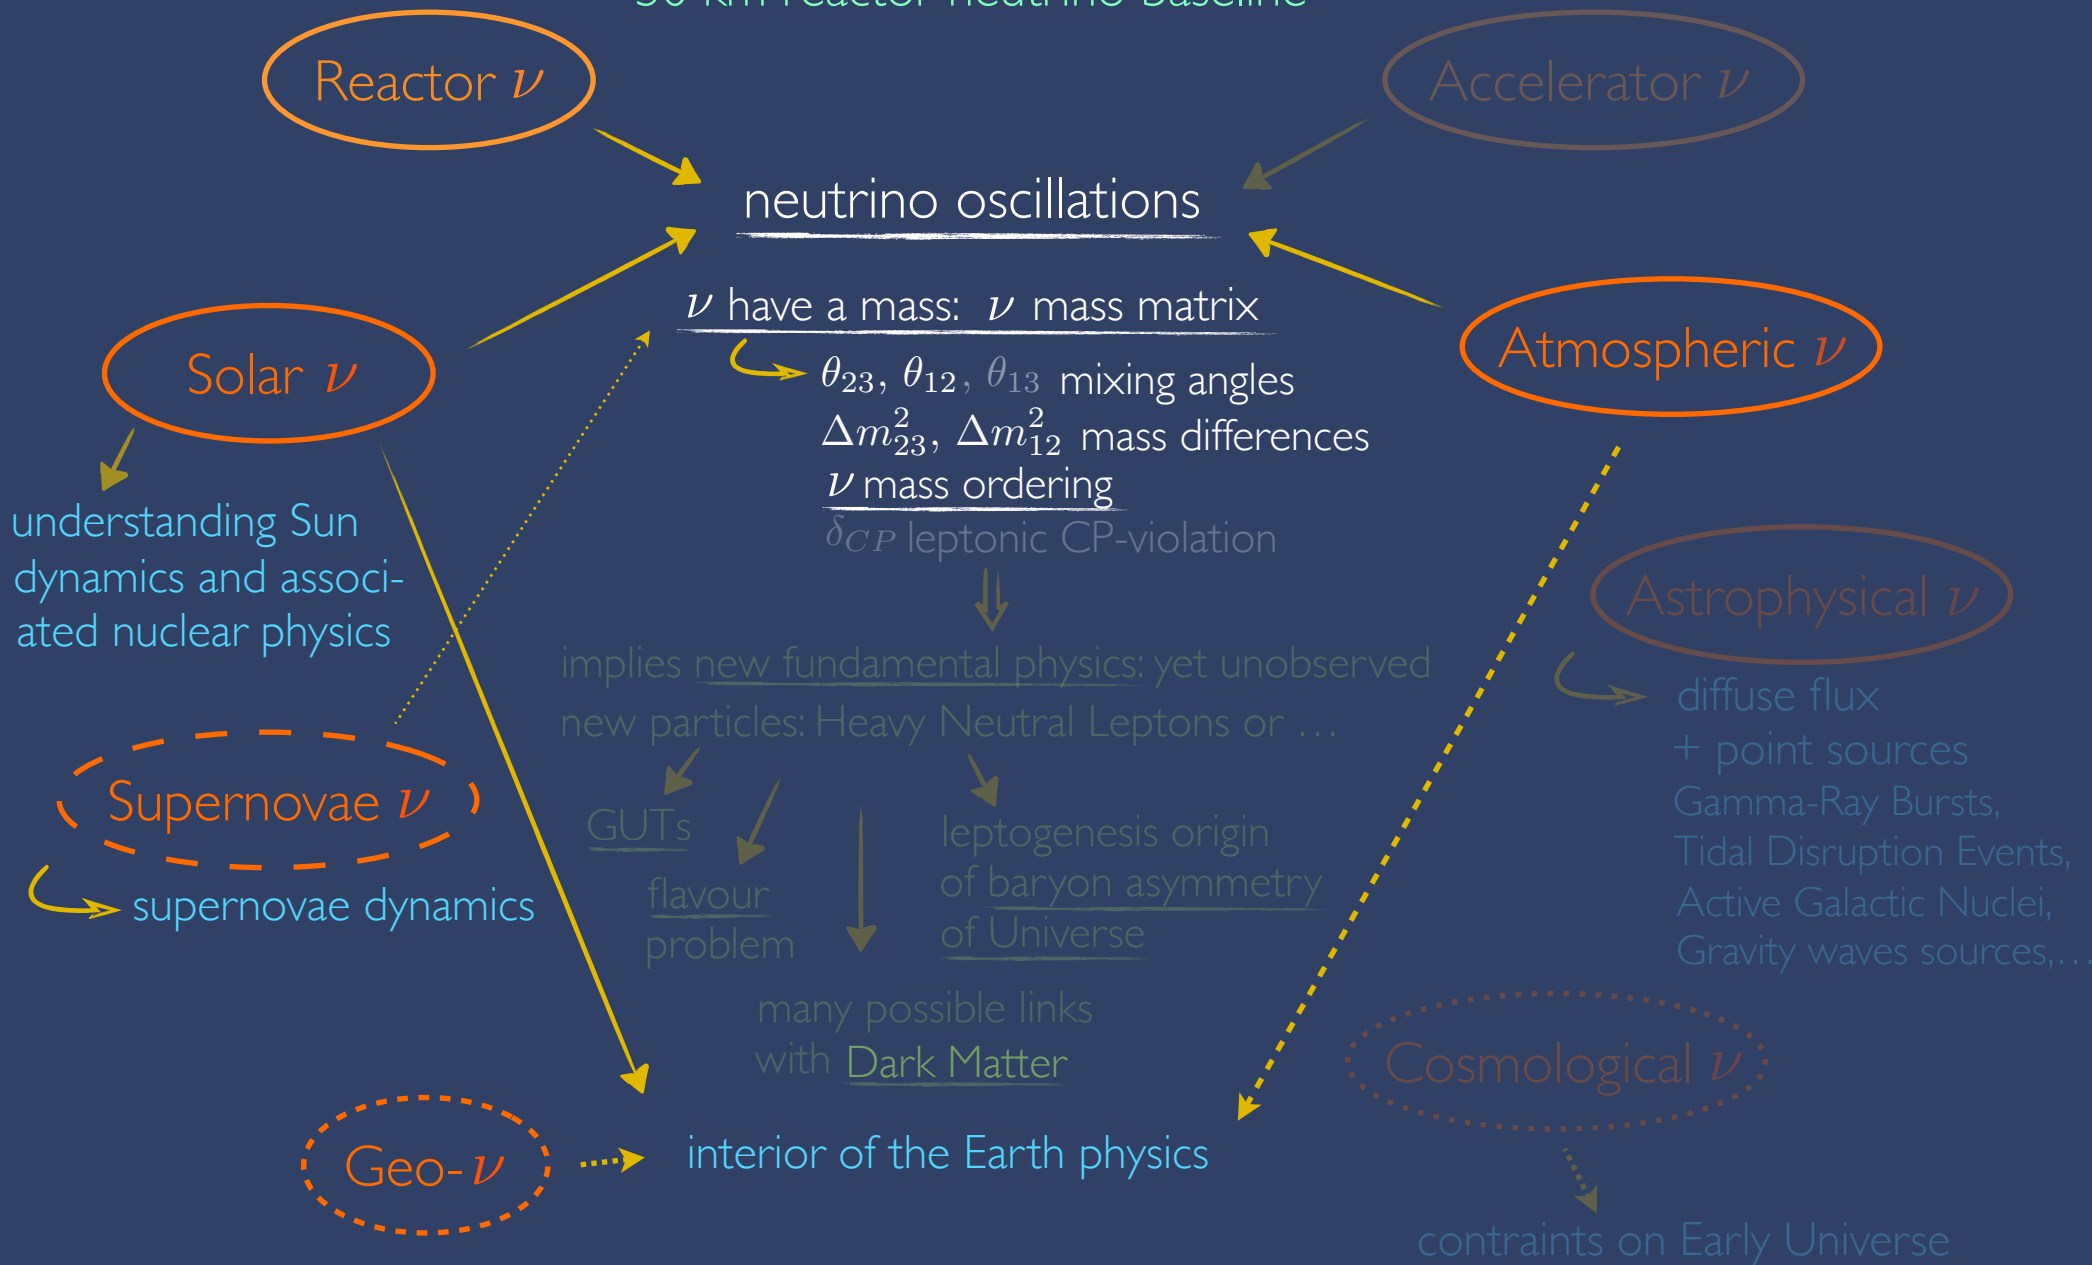 Reactor ν
Accelerator ν
neutrino oscillations
ν have a mass: ν mass matrix
θ23, θ12, θ13 mixing angles
Δm²23, Δm²12 mass differences
ν mass ordering
δCP leptonic CP-violation
Solar ν
Atmospheric ν
understanding Sun
dynamics and associ-
ated nuclear physics
Astrophysical ν
diffuse flux
+ point sources
Gamma-Ray Bursts,
Tidal Disruption Events,
Active Galactic Nuclei,
Gravity waves sources,...
implies new fundamental physics: yet unobserved
new particles: Heavy Neutral Leptons or ...
GUTs
flavour
problem
leptogenesis origin
of baryon asymmetry
of Universe
many possible links
with Dark Matter
Supernovae ν
supernovae dynamics
Cosmological ν
contraints on Early Universe
Geo-ν
interior of the Earth physics